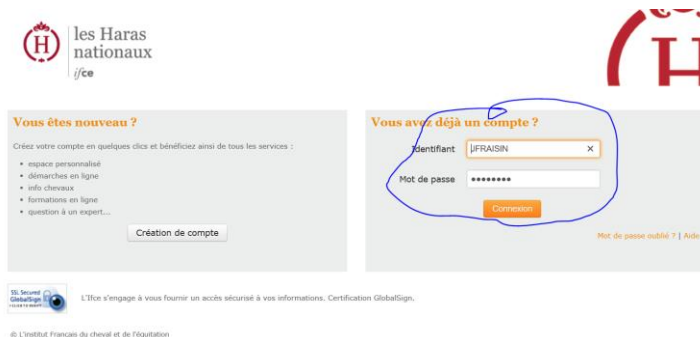 H
les Haras
nationaux
ifce
H
Vous êtes nouveau ?
Créez votre compte en quelques clics et bénéficiez ainsi de tous les services :
• espace personnalisé
• démarches en ligne
• info chevaux
• formations en ligne
• question à un expert...
Création de compte
Vous avez déjà un compte ?
Identifiant JFRAISIN ×
Mot de passe ••••••••
Connexion
Mot de passe oublié ? | Aide
SSL Secured
GlobalSign
L'Ifce s'engage à vous fournir un accès sécurisé à vos informations. Certification GlobalSign.
© L'institut Français du cheval et de l'équitation